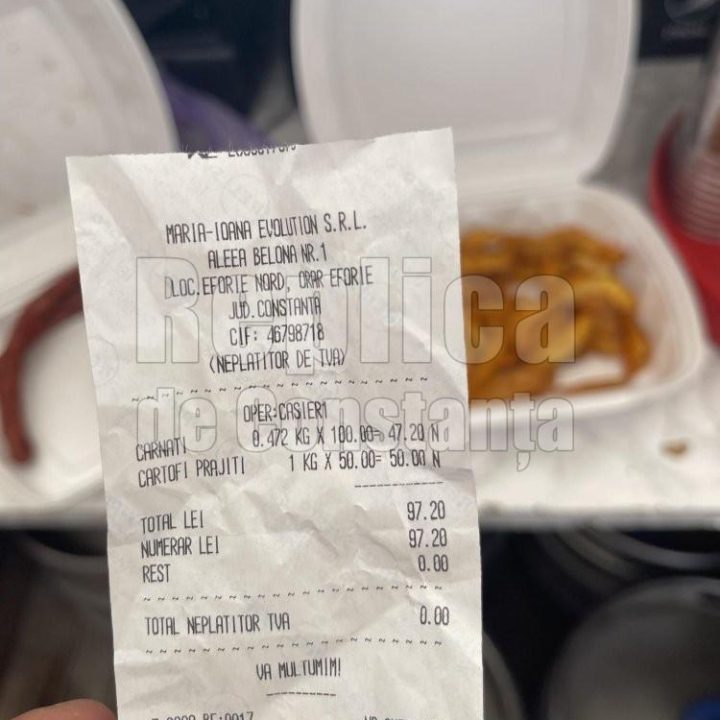 MARIA-IOANA EVOLUTION S.R.L.
ALEEA BELONA NR.1
LOC.EFORIE NORD, ORAR EFORIE
JUD.CONSTANTA
CIF: 46798718
(NEPLATITOR DE TVA)
OPER:CASIER1
0.472 KG X 100.00= 47.20 N
CARNATI
1 KG X 50.00= 50.00 N
CARTOFI PRAJITI
TOTAL LEI 97.20
NUMERAR LEI 97.20
REST 0.00
TOTAL NEPLATITOR TVA 0.00
VA MULTUMIM!
Replica
de Constanța